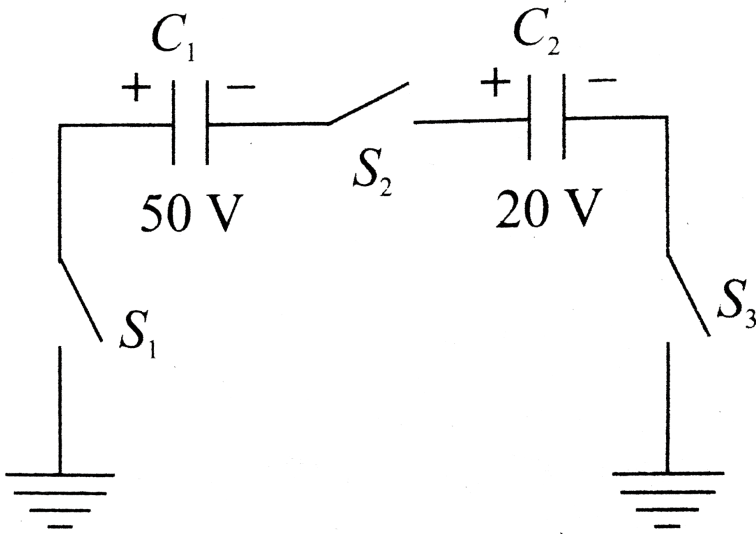 C₁ C₂
+ − + −
S₂
50 V 20 V
S₁ S₃